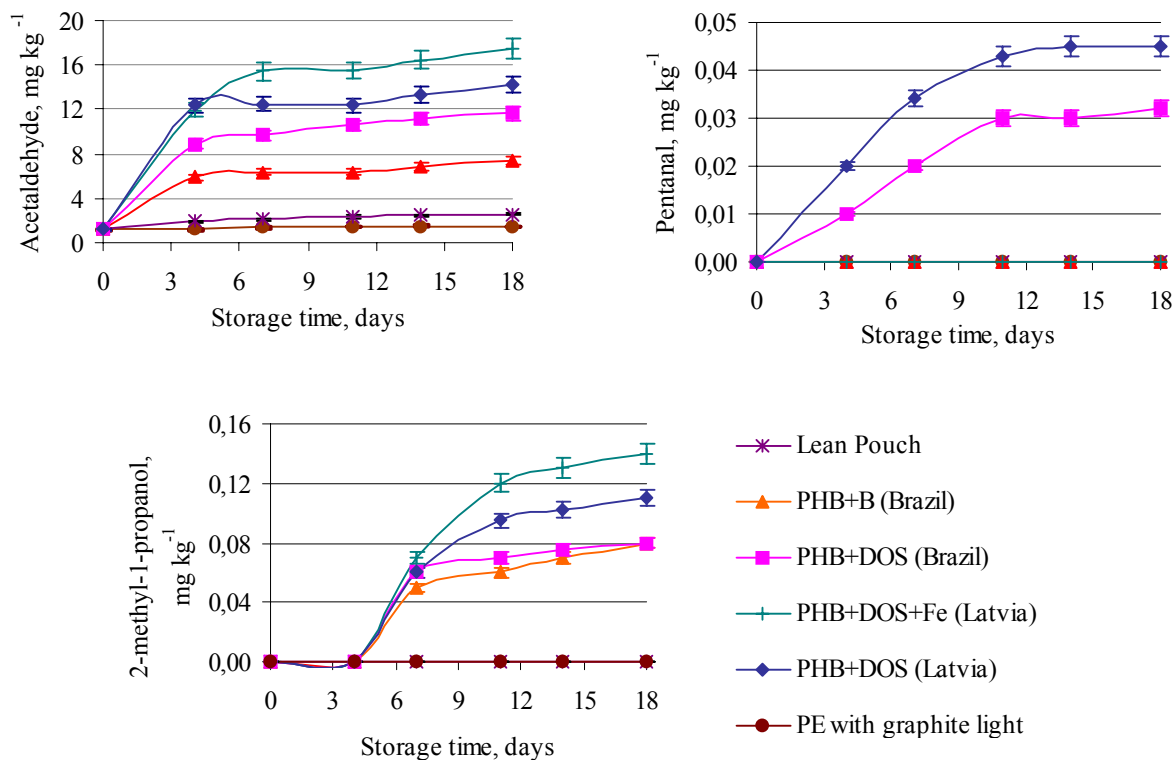 Acetaldehyde, mg kg⁻¹
20
16
12
8
4
0
0 3 6 9 12 15 18
Storage time, days
Pentanal, mg kg⁻¹
0,05
0,04
0,03
0,02
0,01
0,00
0 3 6 9 12 15 18
Storage time, days
2-methyl-1-propanol,
mg kg⁻¹
0,16
0,12
0,08
0,04
0,00
0 3 6 9 12 15 18
Storage time, days
Lean Pouch
PHB+B (Brazil)
PHB+DOS (Brazil)
PHB+DOS+Fe (Latvia)
PHB+DOS (Latvia)
PE with graphite light